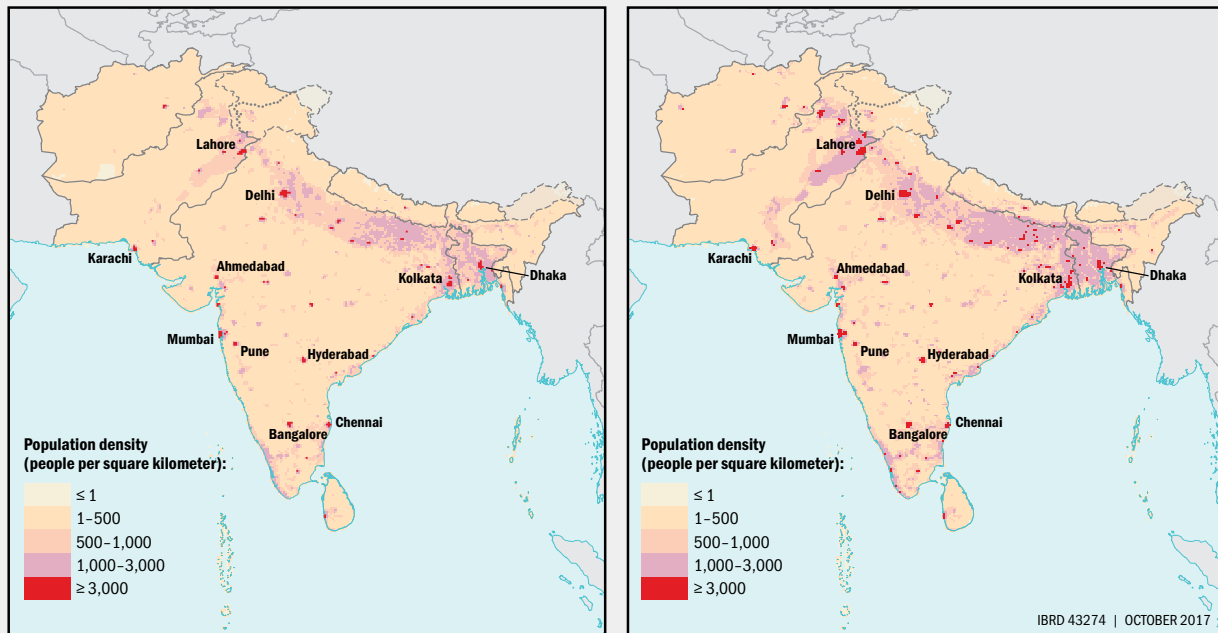 Lahore
Delhi
Karachi
Ahmedabad
Kolkata
Dhaka
Mumbai
Pune
Hyderabad
Chennai
Bangalore
Population density
(people per square kilometer):
≤ 1
1–500
500–1,000
1,000–3,000
≥ 3,000
Lahore
Delhi
Karachi
Ahmedabad
Kolkata
Dhaka
Mumbai
Pune
Hyderabad
Chennai
Bangalore
Population density
(people per square kilometer):
≤ 1
1–500
500–1,000
1,000–3,000
≥ 3,000
IBRD 43274 | OCTOBER 2017